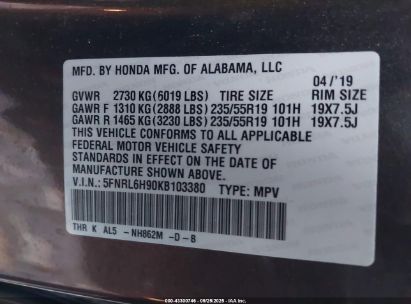 MFD. BY HONDA MFG. OF ALABAMA, LLC
04/'19
GVWR 2730 KG (6019 LBS) TIRE SIZE RIM SIZE
GAWR F 1310 KG (2888 LBS) 235/55R19 101H 19X7.5J
GAWR R 1465 KG (3230 LBS) 235/55R19 101H 19X7.5J
THIS VEHICLE CONFORMS TO ALL APPLICABLE
FEDERAL MOTOR VEHICLE SAFETY AND
THEFT PREVENTION STANDARDS IN EFFECT ON THE DATE OF
MANUFACTURE SHOWN ABOVE.
V.I.N.: 5FNRL6H90KB103380 TYPE: MPV
THR K AL5 -NH862M -D-B